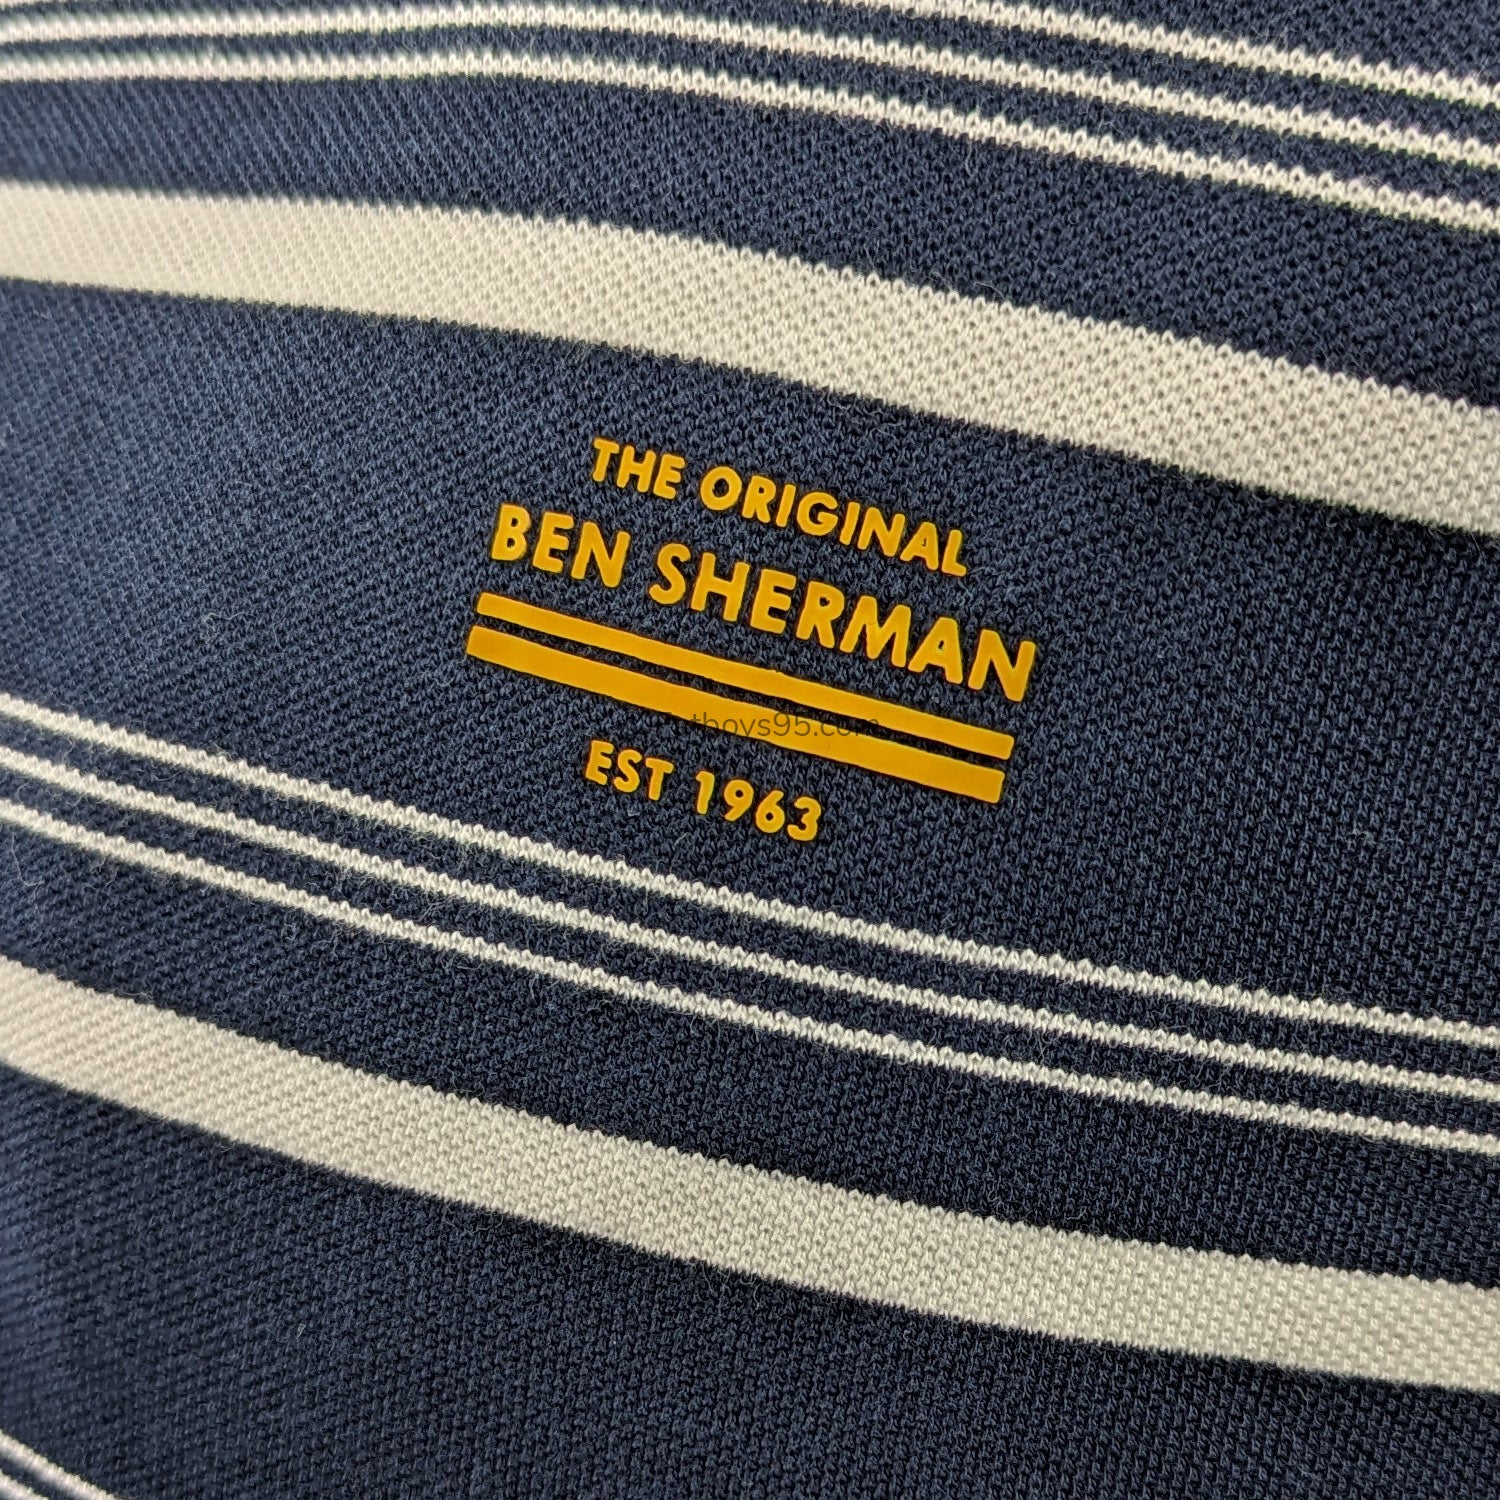 THE ORIGINAL
BEN SHERMAN
EST 1963